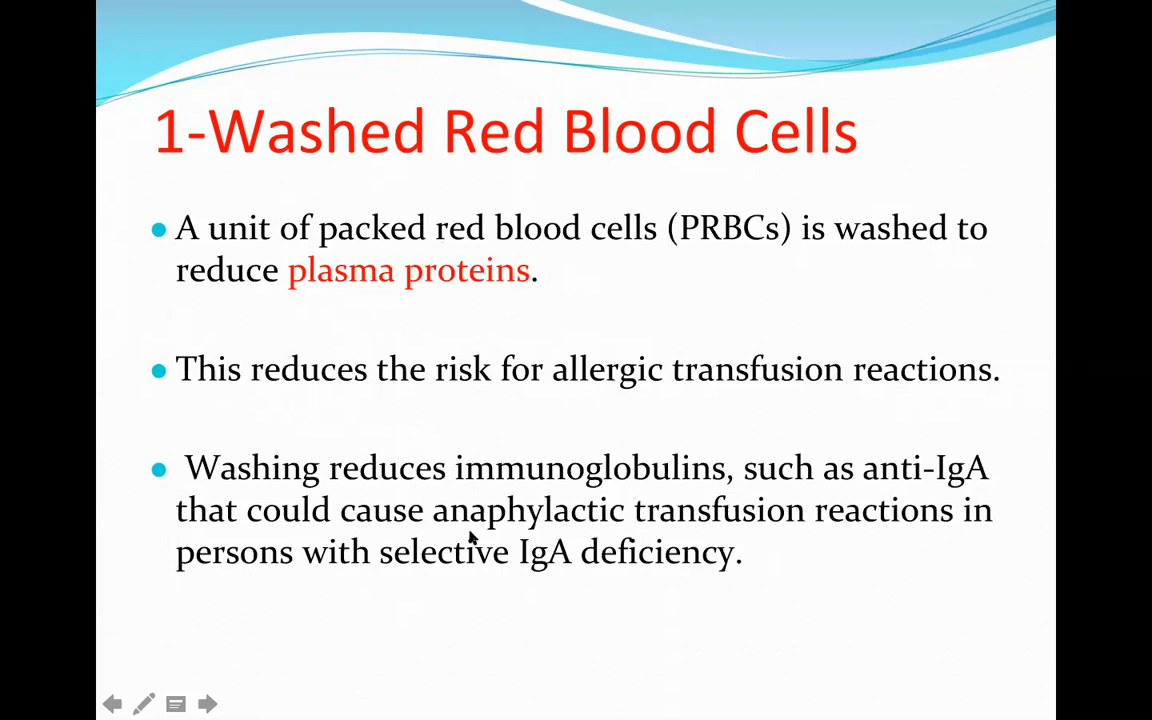 1-Washed Red Blood Cells
A unit of packed red blood cells (PRBCs) is washed to
reduce plasma proteins.
This reduces the risk for allergic transfusion reactions.
Washing reduces immunoglobulins, such as anti-IgA
that could cause anaphylactic transfusion reactions in
persons with selective IgA deficiency.